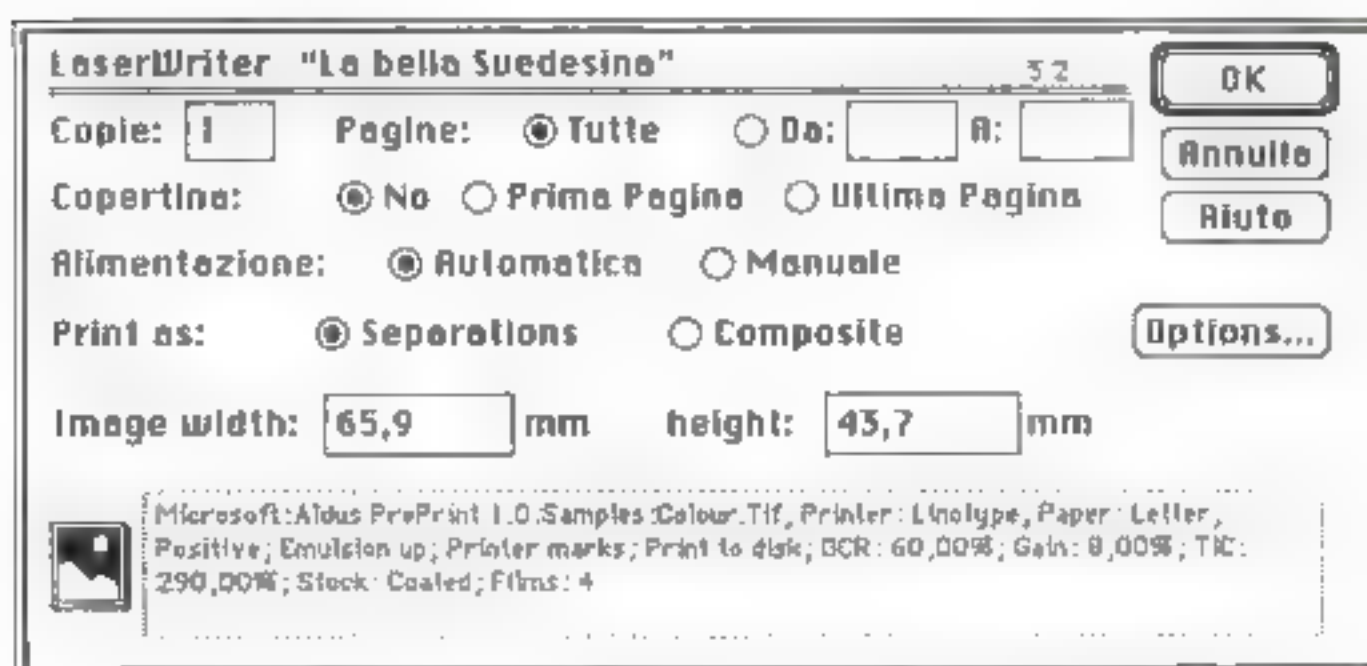 LaserWriter "La bella Suedesina" 3 2 OK
Copie: 1 Pagine: Tutte Da: A: Annulla
Copertina: No Prima Pagina Ultima Pagina Aiuto
Alimentazione: Automatica Manuale
Print as: Separations Composite Options...
Image width: 65,9 mm height: 43,7 mm
Microsoft:Aldus PrePrint 1.0:Samples:Colour.Tif, Printer: Linotype, Paper: Letter,
Positive; Emulsion up; Printer marks; Print to disk; GCR: 60,00%; Gain: 8,00%; TIC:
290,00%; Stock: Coated; Films: 4